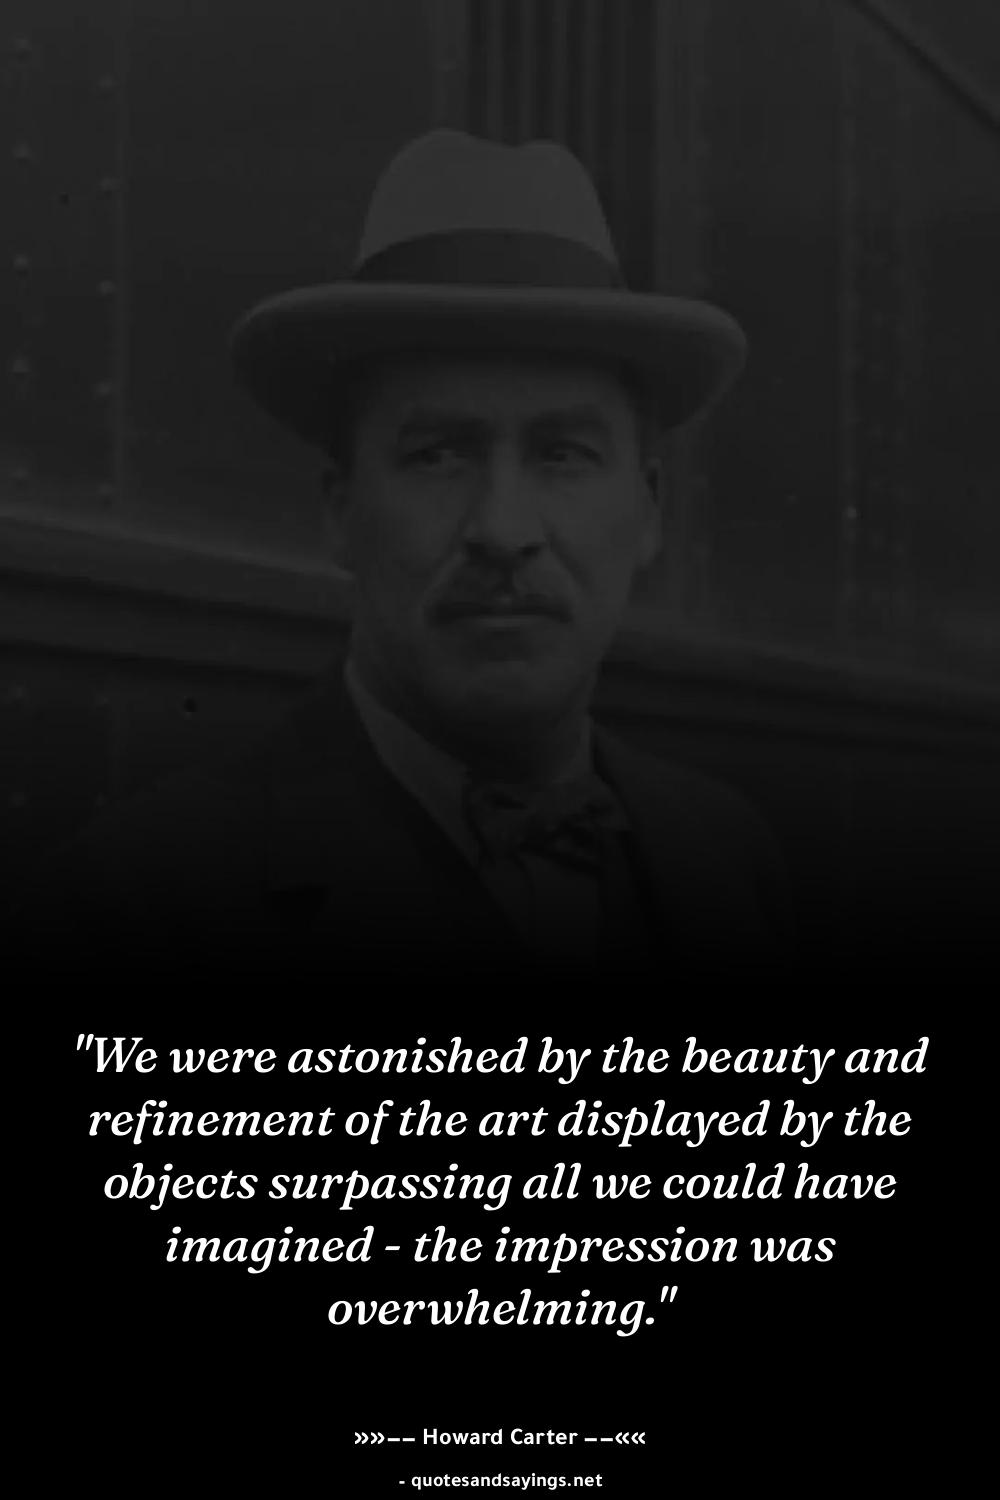 "We were astonished by the beauty and
refinement of the art displayed by the
objects surpassing all we could have
imagined - the impression was
overwhelming."
»»–– Howard Carter ––««
- quotesandsayings.net